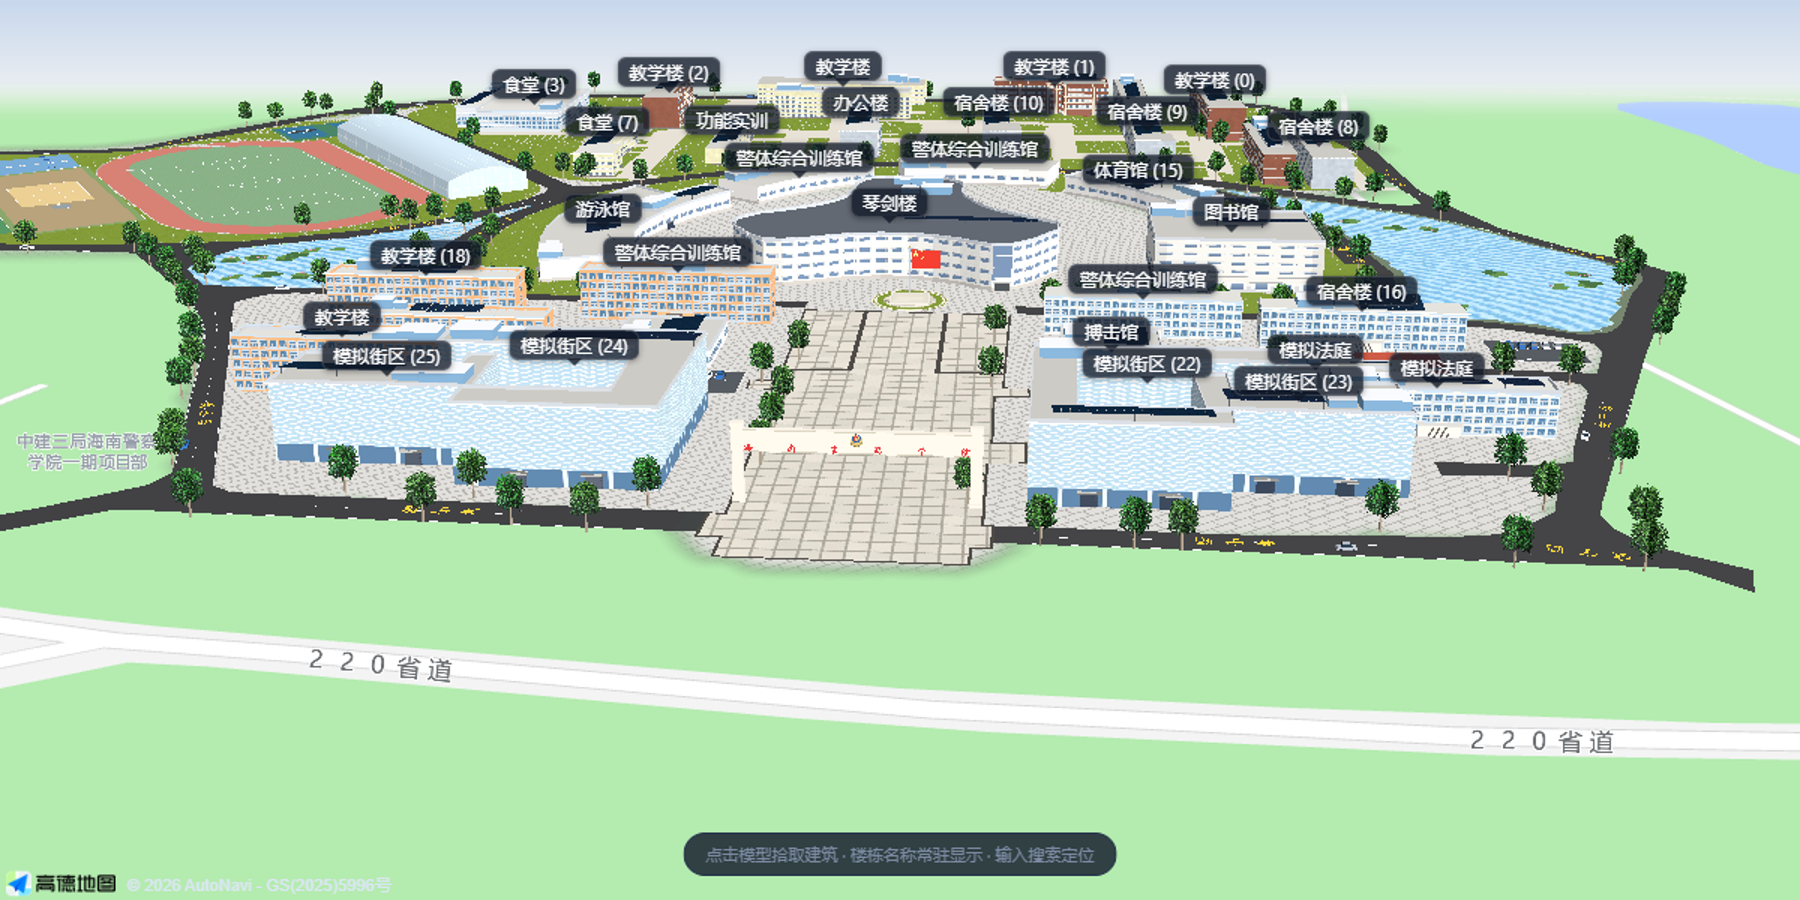 教学楼 (2)
教学楼
教学楼 (1)
教学楼 (0)
食堂 (3)
办公楼
宿舍楼 (10)
宿舍楼 (9)
食堂 (7)
功能实训
宿舍楼 (8)
警体综合训练馆
警体综合训练馆
体育馆 (15)
游泳馆
琴剑楼
图书馆
教学楼 (18)
警体综合训练馆
警体综合训练馆
宿舍楼 (16)
教学楼
搏击馆
模拟街区 (25)
模拟街区 (24)
模拟法庭
模拟街区 (22)
模拟法庭
模拟街区 (23)
中建三局海南警察
学院一期项目部
220省道
220省道
点击模型拾取建筑 · 楼栋名称常驻显示 · 输入搜索定位
高德地图 © 2026 AutoNavi - GS(2025)5996号